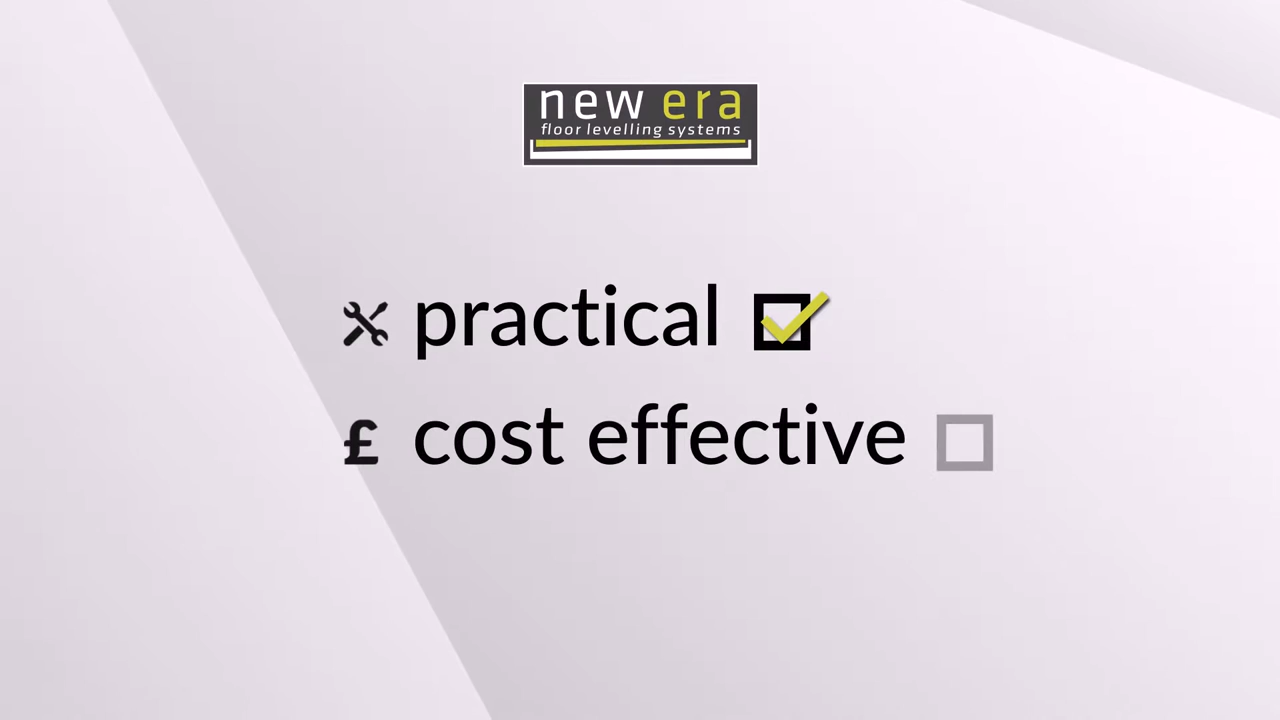 new era
floor levelling systems
practical
£ cost effective